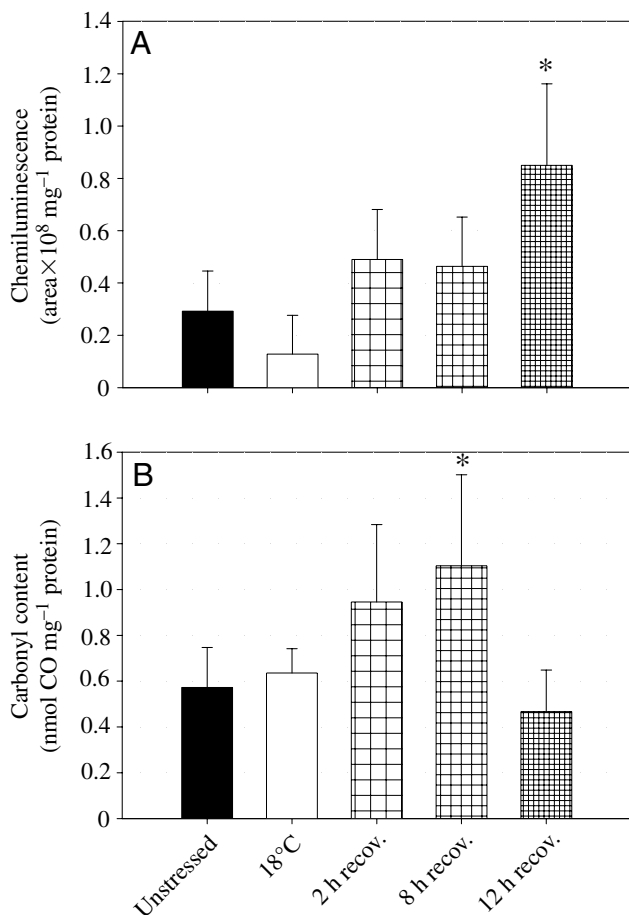 A
Chemiluminescence
(area×10⁸ mg⁻¹ protein)
1.4
1.2
1.0
0.8
0.6
0.4
0.2
0
*
B
Carbonyl content
(nmol CO mg⁻¹ protein)
1.6
1.4
1.2
1.0
0.8
0.6
0.4
0.2
0
*
Unstressed
18°C
2 h recov.
8 h recov.
12 h recov.